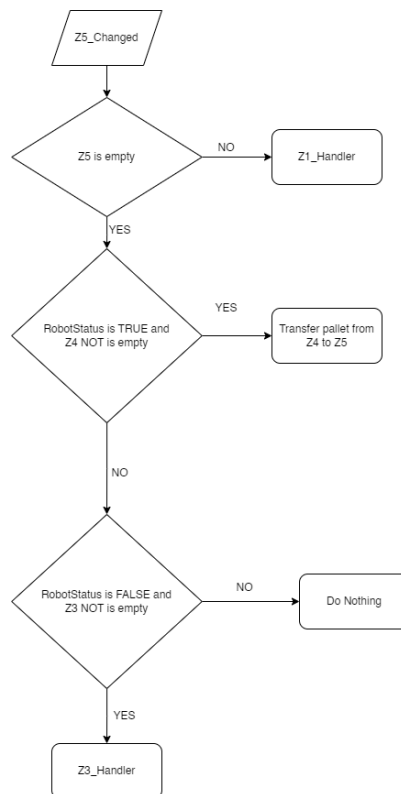 Z5_Changed
Z5 is empty
NO
Z1_Handler
YES
RobotStatus is TRUE and
Z4 NOT is empty
YES
Transfer pallet from
Z4 to Z5
NO
RobotStatus is FALSE and
Z3 NOT is empty
NO
Do Nothing
YES
Z3_Handler